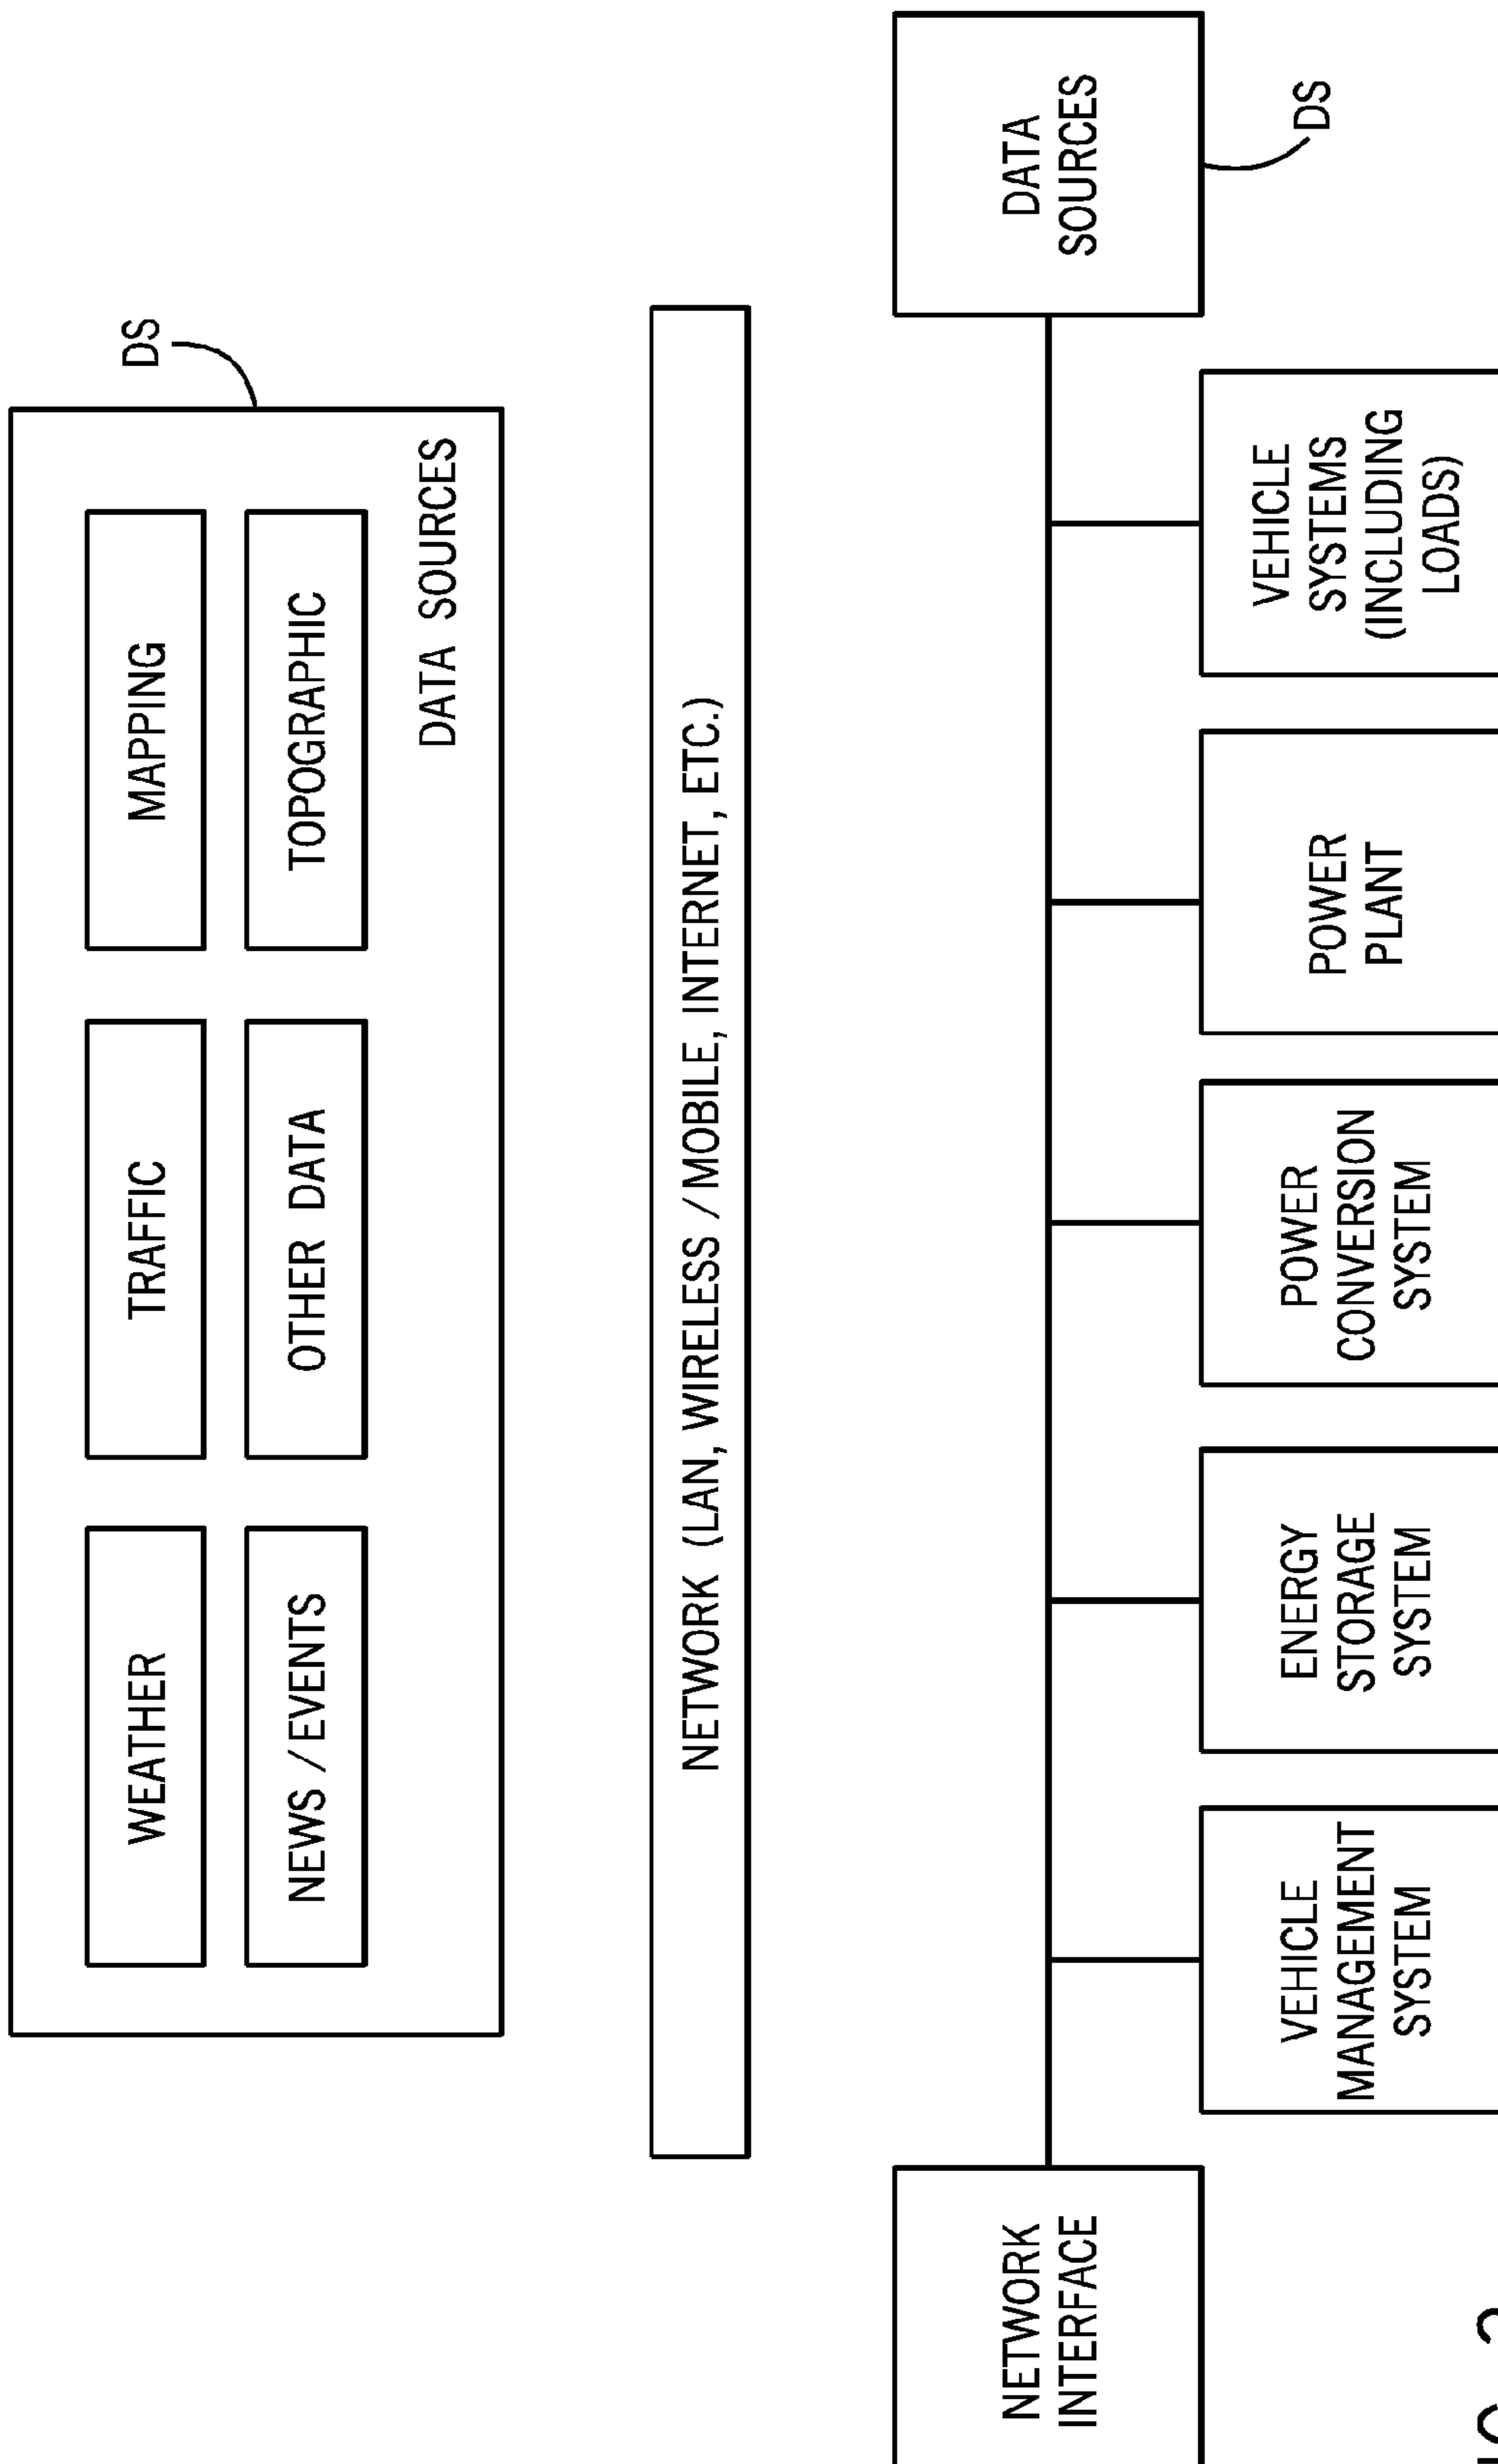 DS
WEATHER
TRAFFIC
MAPPING
NEWS / EVENTS
OTHER DATA
TOPOGRAPHIC
DATA SOURCES
NETWORK (LAN, WIRELESS / MOBILE, INTERNET, ETC.)
NETWORK
INTERFACE
DATA
SOURCES
DS
VEHICLE
MANAGEMENT
SYSTEM
ENERGY
STORAGE
SYSTEM
POWER
CONVERSION
SYSTEM
POWER
PLANT
VEHICLE
SYSTEMS
(INCLUDING
LOADS)